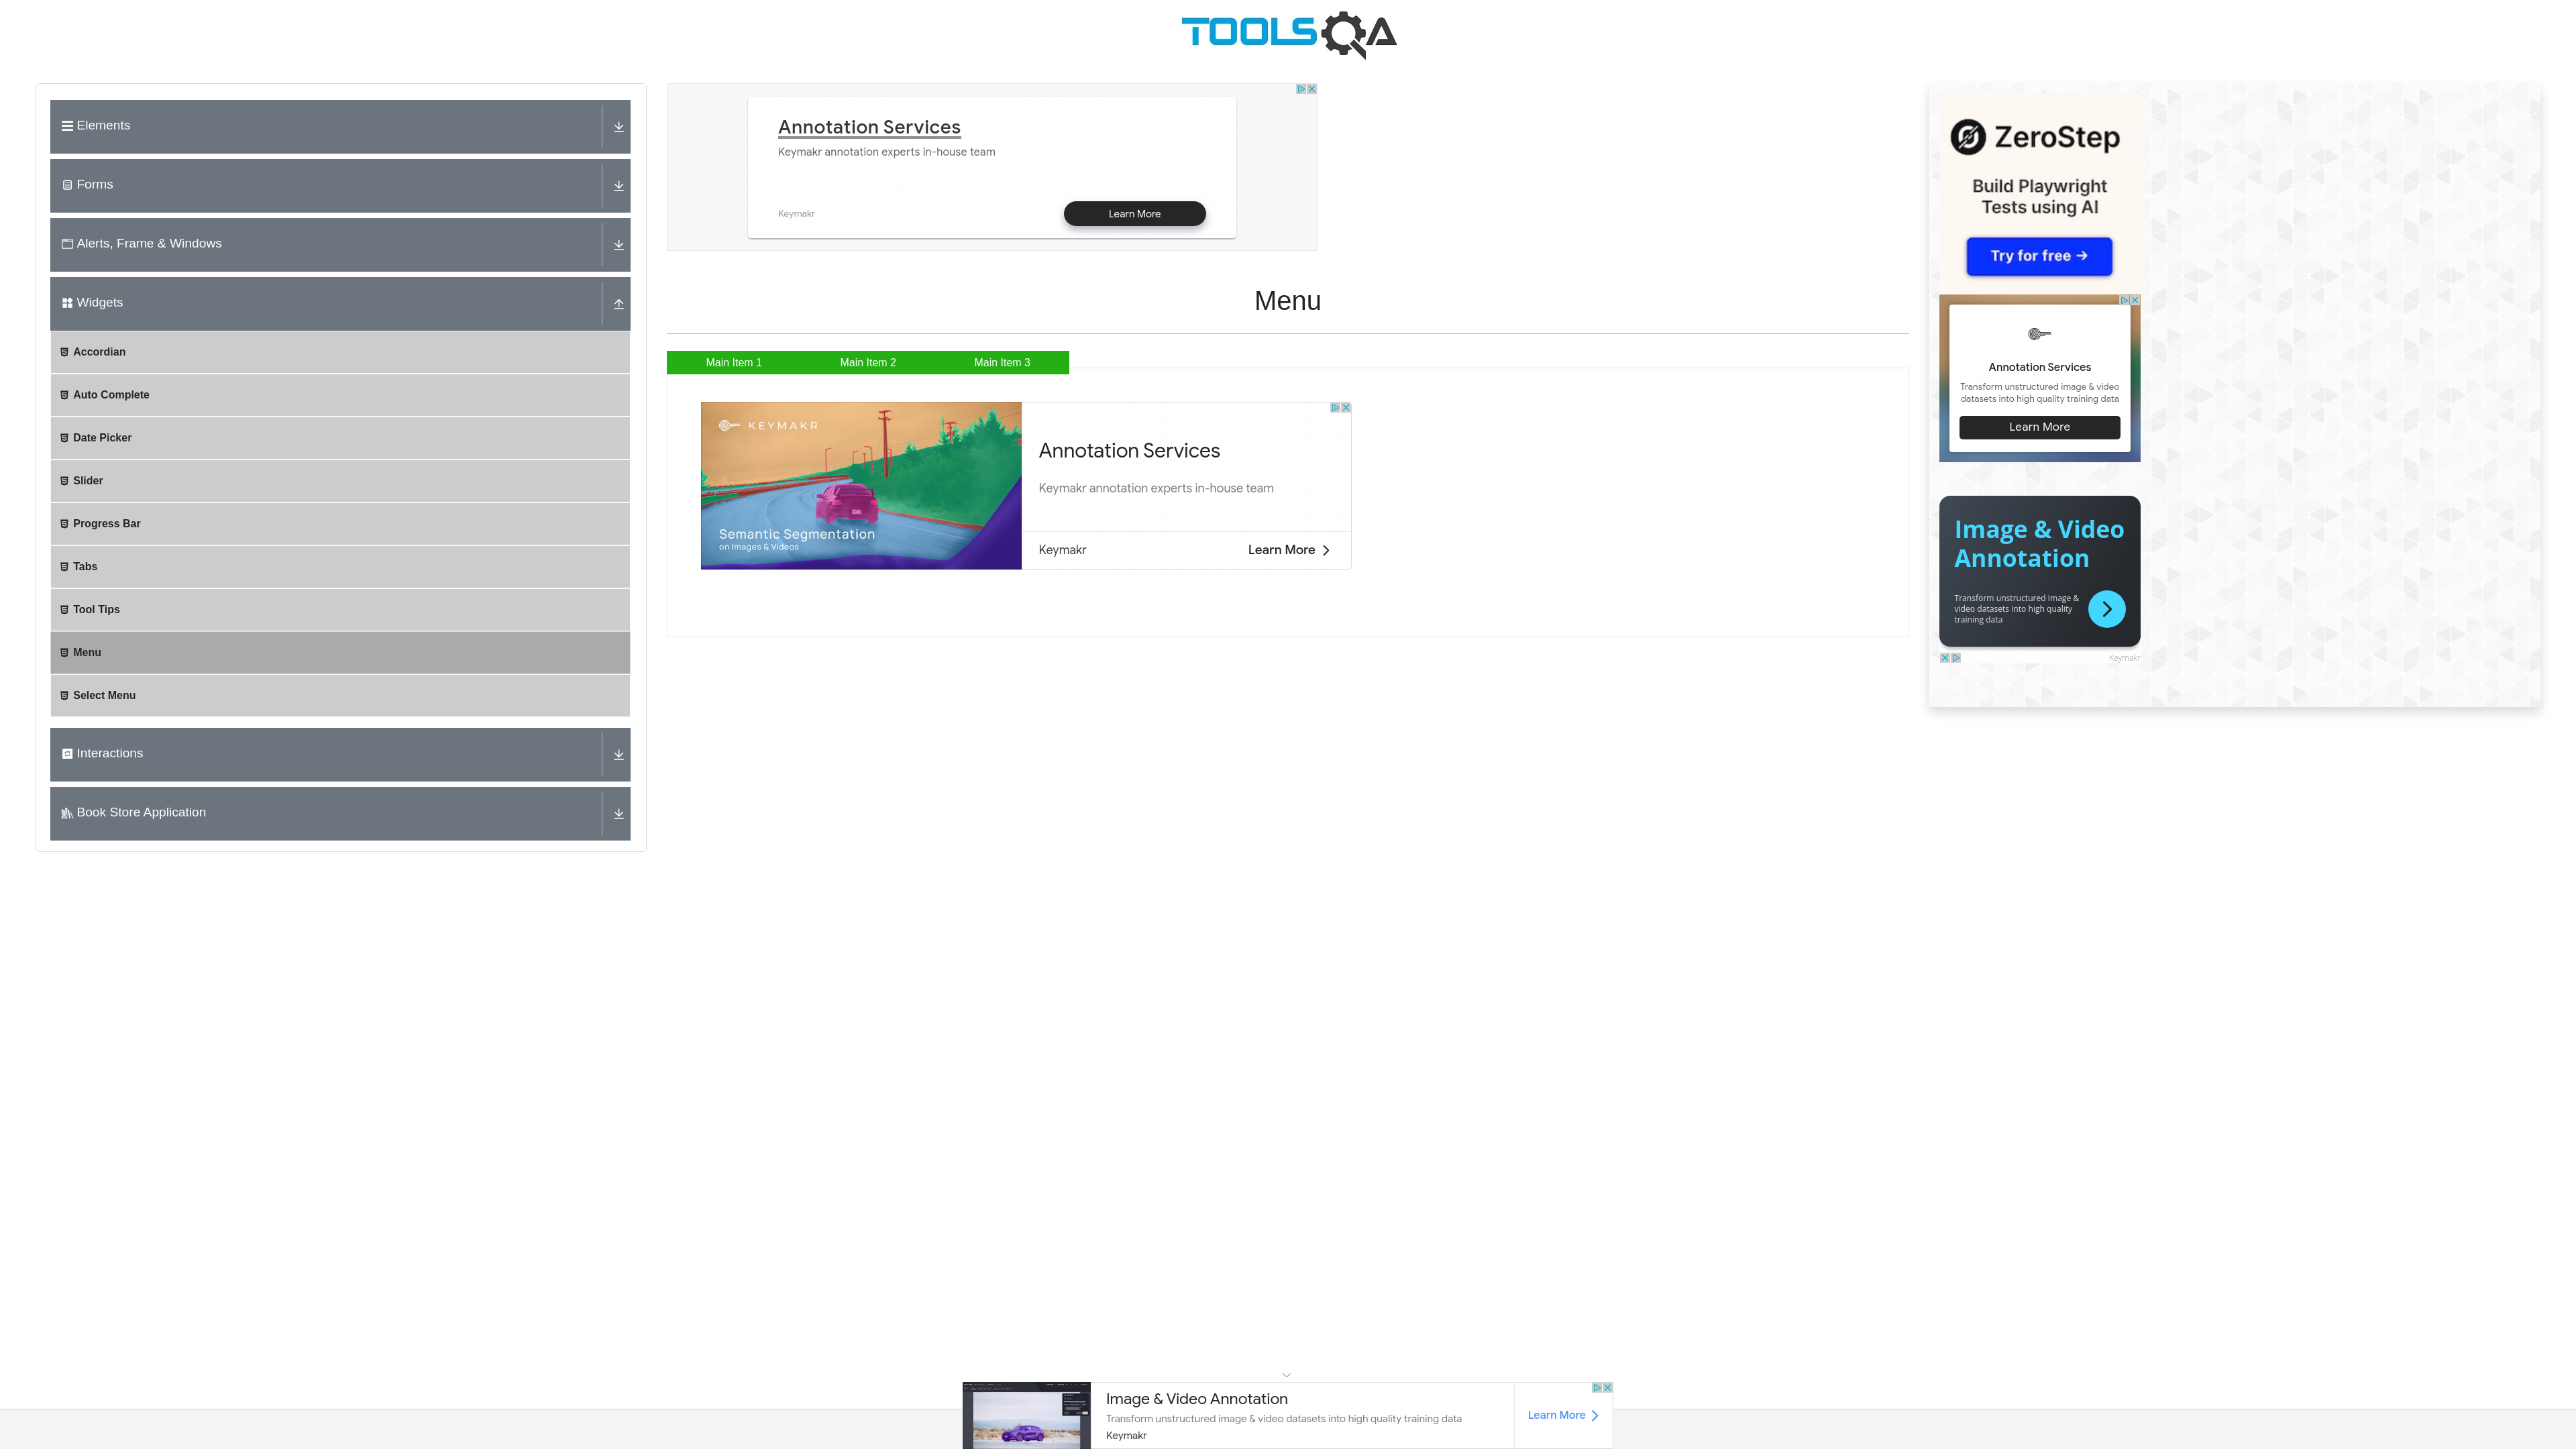 TOOLSQA
Elements
Forms
Alerts, Frame & Windows
Widgets
Accordian
Auto Complete
Date Picker
Slider
Progress Bar
Tabs
Tool Tips
Menu
Select Menu
Interactions
Book Store Application
Annotation Services
Keymakr annotation experts in-house team
Keymakr
Learn More
Menu
Main Item 1
Main Item 2
Main Item 3
KEYMAKR
Semantic Segmentation
on Images & Videos
Annotation Services
Keymakr annotation experts in-house team
Keymakr
Learn More
ZeroStep
Build Playwright
Tests using AI
Try for free →
Annotation Services
Transform unstructured image & video
datasets into high quality training data
Learn More
Image & Video
Annotation
Transform unstructured image &
video datasets into high quality
training data
Keymakr
Image & Video Annotation
Transform unstructured image & video datasets into high quality training data
Keymakr
Learn More